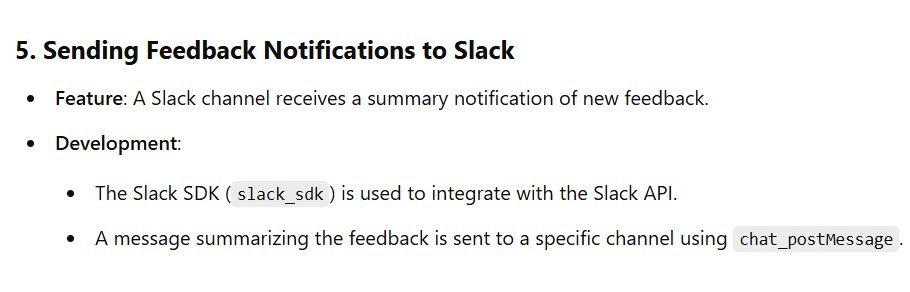 5. Sending Feedback Notifications to Slack
• Feature: A Slack channel receives a summary notification of new feedback.
• Development:
• The Slack SDK (slack_sdk) is used to integrate with the Slack API.
• A message summarizing the feedback is sent to a specific channel using chat_postMessage.